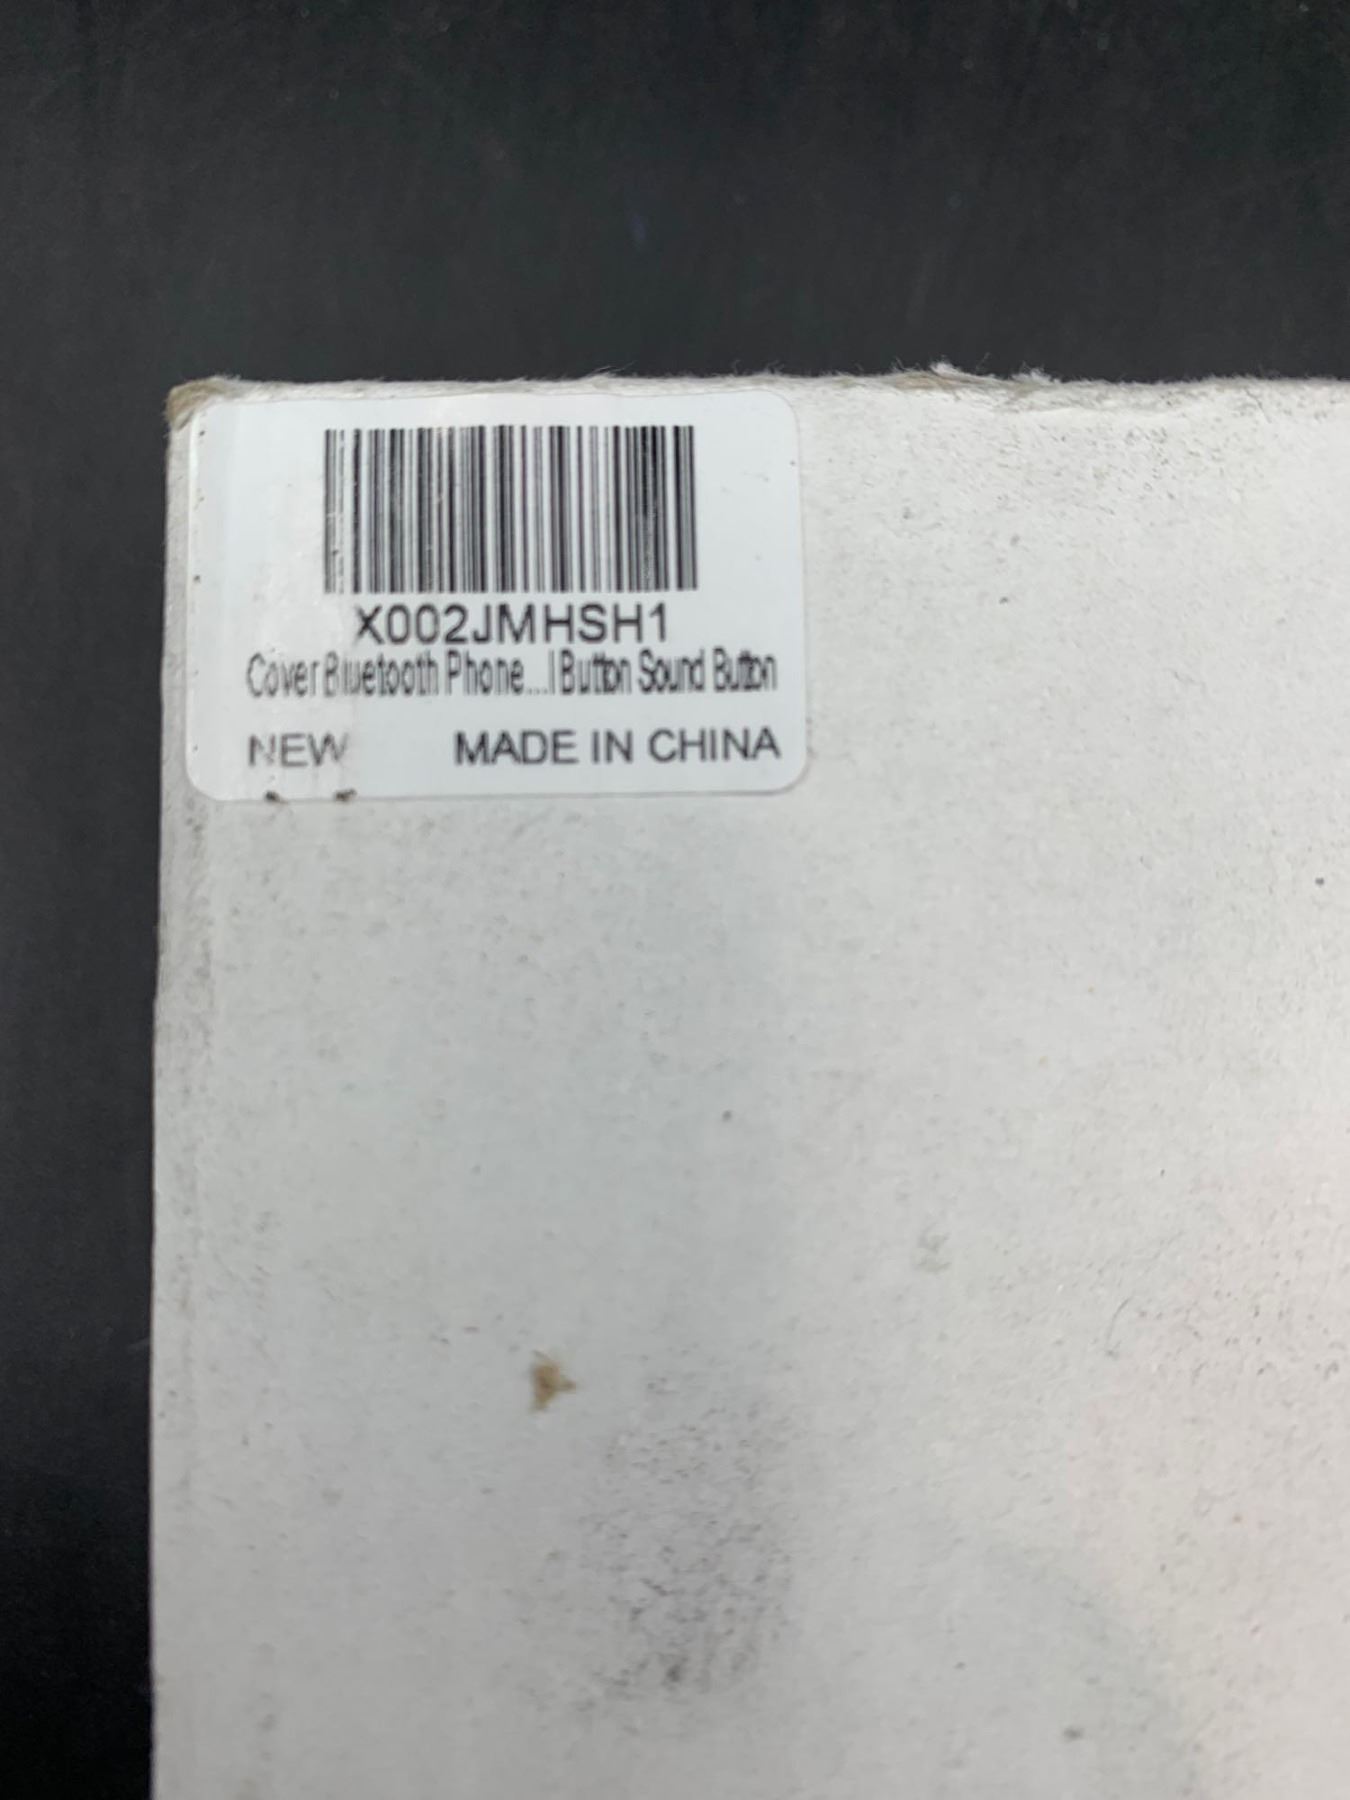 X002JMHSH1
Cover Bluetooth Phone...l Button Sound Button
NEW MADE IN CHINA